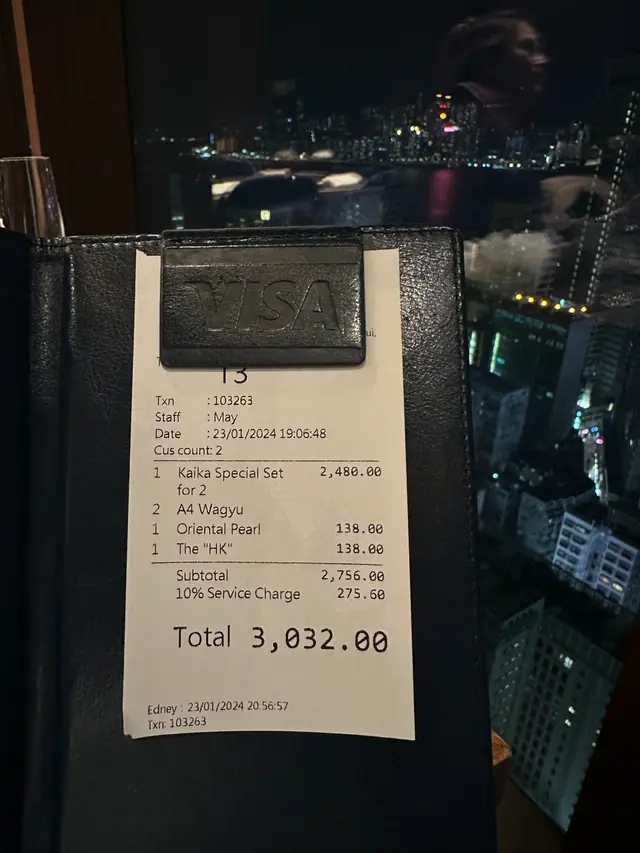 VISA
ui,
T3
Txn : 103263
Staff : May
Date : 23/01/2024 19:06:48
Cus count: 2
1 Kaika Special Set 2,480.00
for 2
2 A4 Wagyu
1 Oriental Pearl 138.00
1 The "HK" 138.00
Subtotal 2,756.00
10% Service Charge 275.60
Total 3,032.00
Edney : 23/01/2024 20:56:57
Txn: 103263